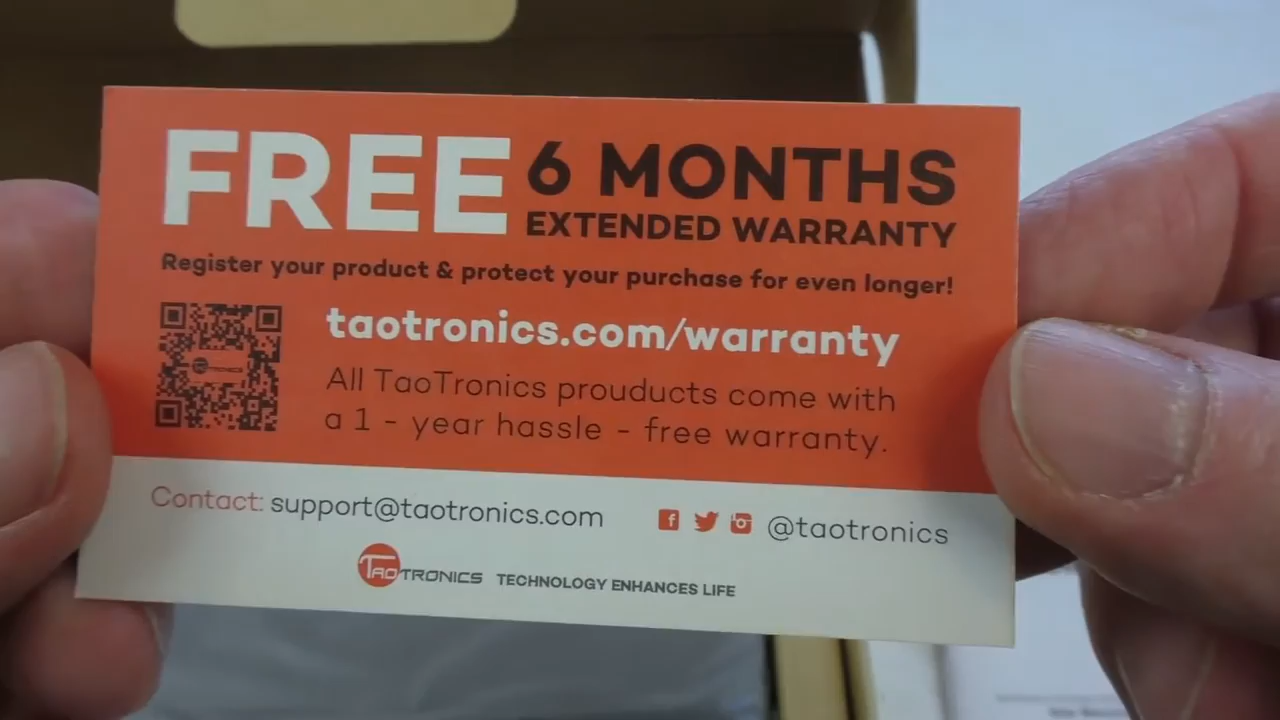 FREE 6 MONTHS
EXTENDED WARRANTY
Register your product & protect your purchase for even longer!
taotronics.com/warranty
All TaoTronics prouducts come with
a 1 - year hassle - free warranty.
Contact: support@taotronics.com @taotronics
TAOTRONICS TECHNOLOGY ENHANCES LIFE